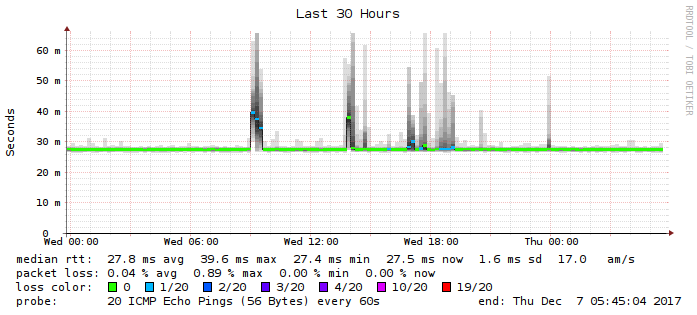 Last 30 Hours
RRDTOOL / TOBI OETIKER
Seconds
60 m
50 m
40 m
30 m
20 m
10 m
0
Wed 00:00 Wed 06:00 Wed 12:00 Wed 18:00 Thu 00:00
median rtt: 27.8 ms avg 39.6 ms max 27.4 ms min 27.5 ms now 1.6 ms sd 17.0 am/s
packet loss: 0.04 % avg 0.89 % max 0.00 % min 0.00 % now
loss color: 0 1/20 2/20 3/20 4/20 10/20 19/20
probe: 20 ICMP Echo Pings (56 Bytes) every 60s end: Thu Dec 7 05:45:04 2017